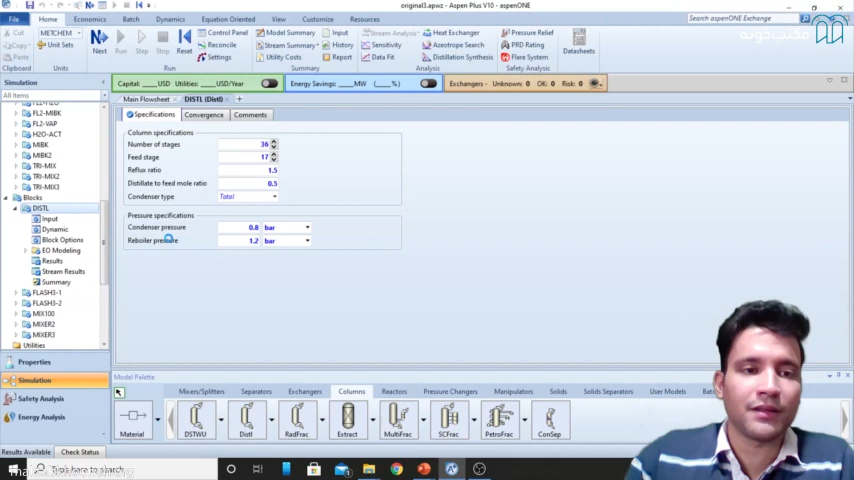 original3.apwz - Aspen Plus V10 - aspenONE
File Home Economics Batch Dynamics Equation Oriented View Customize Resources Search aspenONE Exchange
Cut METCHEM Control Panel Model Summary Input Stream Analysis Heat Exchanger Pressure Relief
Copy Unit Sets Reconcile Stream Summary History Sensitivity Azeotrope Search PRD Rating
Paste Next Run Step Stop Reset Settings Utility Costs Report Data Fit Distillation Synthesis Flare System Datasheets
Clipboard Units Run Summary Analysis Safety Analysis
مکتب‌خونه
Simulation Capital: USD Utilities: USD/Year Energy Savings: MW ( %) Exchangers - Unknown: 0 OK: 0 Risk: 0
All Items Main Flowsheet DISTL (Distl)
FL2-MIBK
FL2-VAP
H2O-ACT
MIBK
MIBK2
TRI-MIX
TRI-MIX2
TRI-MIX3
Blocks
DISTL
Input
Dynamic
Block Options
EO Modeling
Results
Stream Results
Summary
FLASH3-1
FLASH3-2
MIX100
MIXER2
MIXER3
Utilities
Specifications Convergence Comments
Column specifications
Number of stages 36
Feed stage 17
Reflux ratio 1.5
Distillate to feed mole ratio 0.5
Condenser type Total
Pressure specifications
Condenser pressure 0.8 bar
Reboiler pressure 1.2 bar
Properties
Simulation
Safety Analysis
Energy Analysis
Model Palette
Mixers/Splitters Separators Exchangers Columns Reactors Pressure Changers Manipulators Solids Solids Separators User Models
Material DSTWU Distl RadFrac Extract MultiFrac SCFrac PetroFrac ConSep
Results Available Check Status
Type here to search